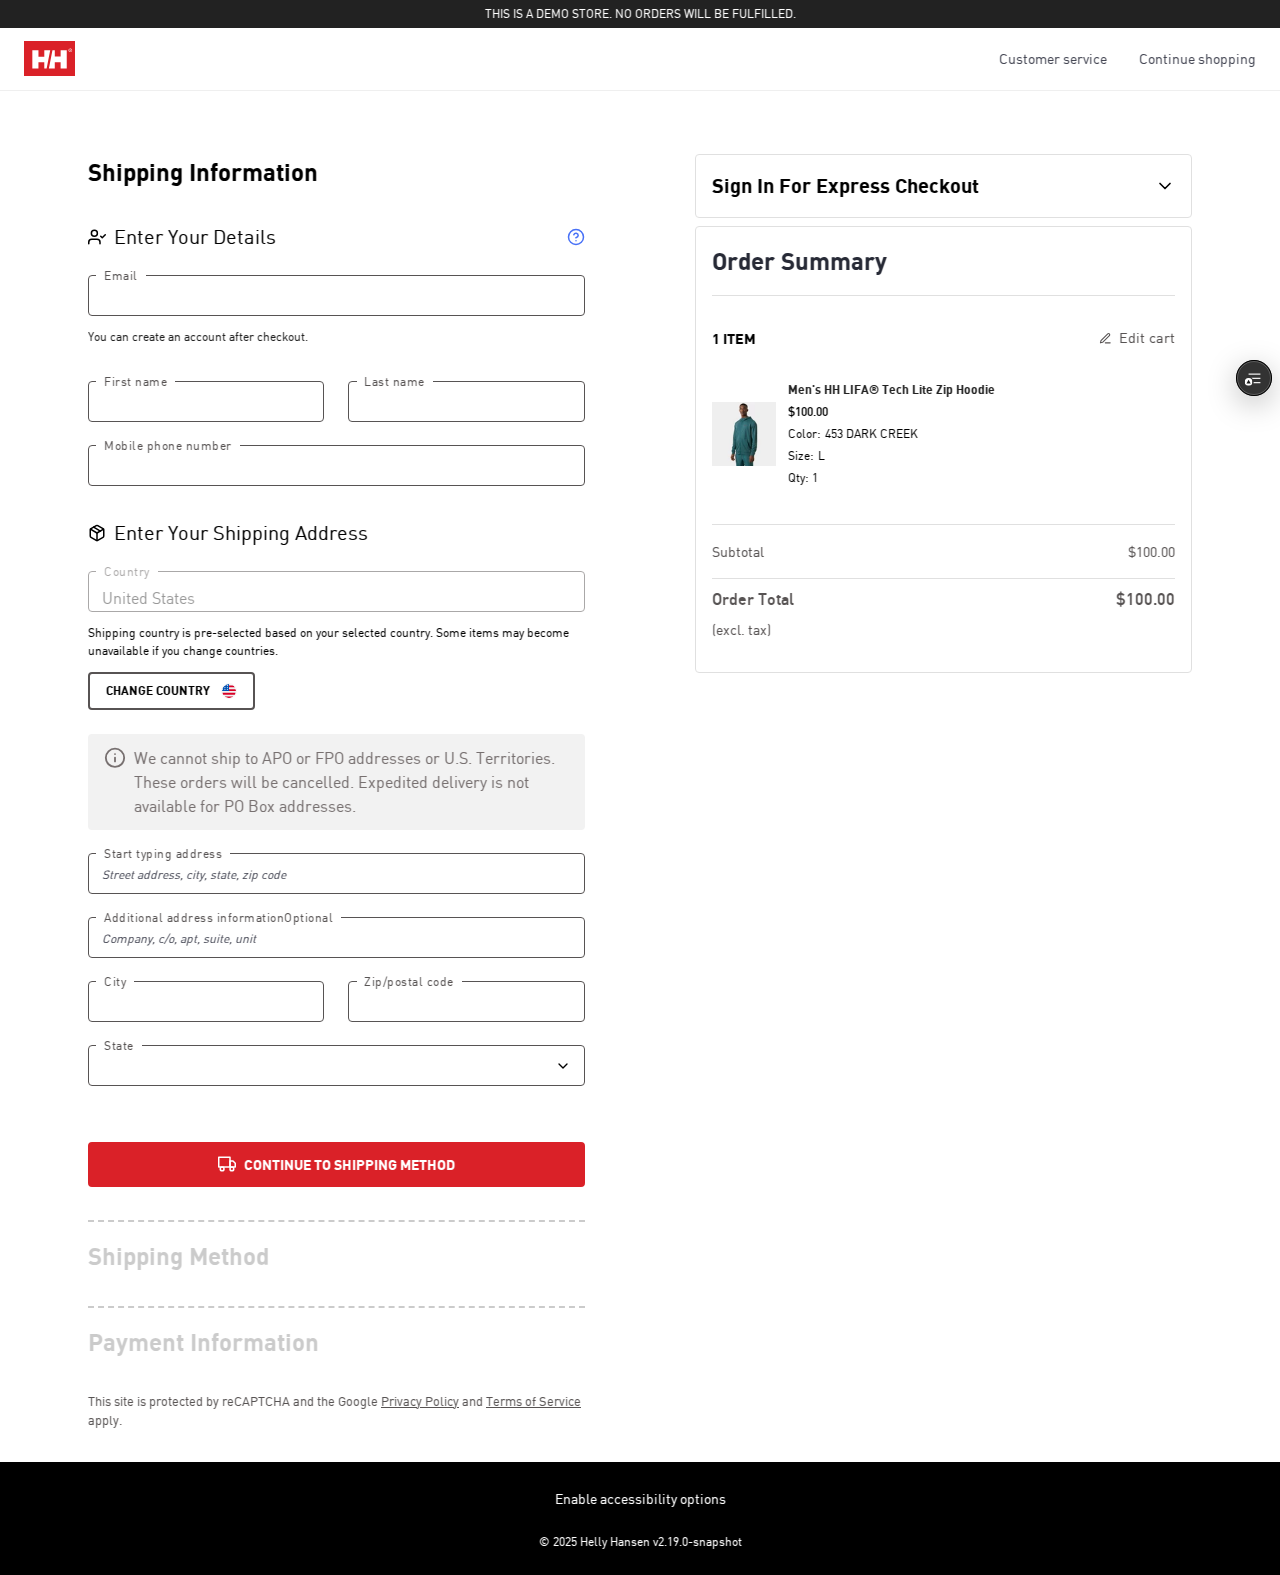 THIS IS A DEMO STORE. NO ORDERS WILL BE FULFILLED.
HH
Customer service
Continue shopping
Shipping Information
Enter Your Details
Email
You can create an account after checkout.
First name
Last name
Mobile phone number
Enter Your Shipping Address
Country
United States
Shipping country is pre-selected based on your selected country. Some items may become
unavailable if you change countries.
CHANGE COUNTRY
We cannot ship to APO or FPO addresses or U.S. Territories.
These orders will be cancelled. Expedited delivery is not
available for PO Box addresses.
Start typing address
Street address, city, state, zip code
Additional address informationOptional
Company, c/o, apt, suite, unit
City
Zip/postal code
State
CONTINUE TO SHIPPING METHOD
Shipping Method
Payment Information
This site is protected by reCAPTCHA and the Google Privacy Policy and Terms of Service
apply.
Sign In For Express Checkout
Order Summary
1 ITEM
Edit cart
Men's HH LIFA® Tech Lite Zip Hoodie
$100.00
Color: 453 DARK CREEK
Size: L
Qty: 1
Subtotal $100.00
Order Total $100.00
(excl. tax)
Enable accessibility options
© 2025 Helly Hansen v2.19.0-snapshot